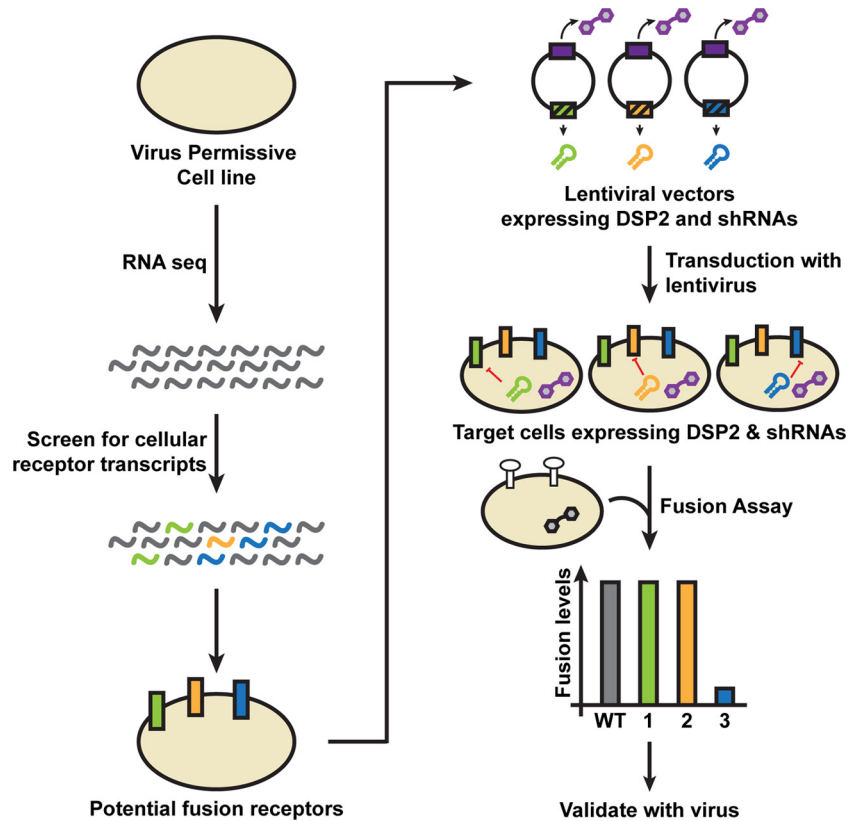 Virus Permissive
Cell line
RNA seq
Screen for cellular
receptor transcripts
Potential fusion receptors
Lentiviral vectors
expressing DSP2 and shRNAs
Transduction with
lentivirus
Target cells expressing DSP2 & shRNAs
Fusion Assay
Fusion levels
WT 1 2 3
Validate with virus